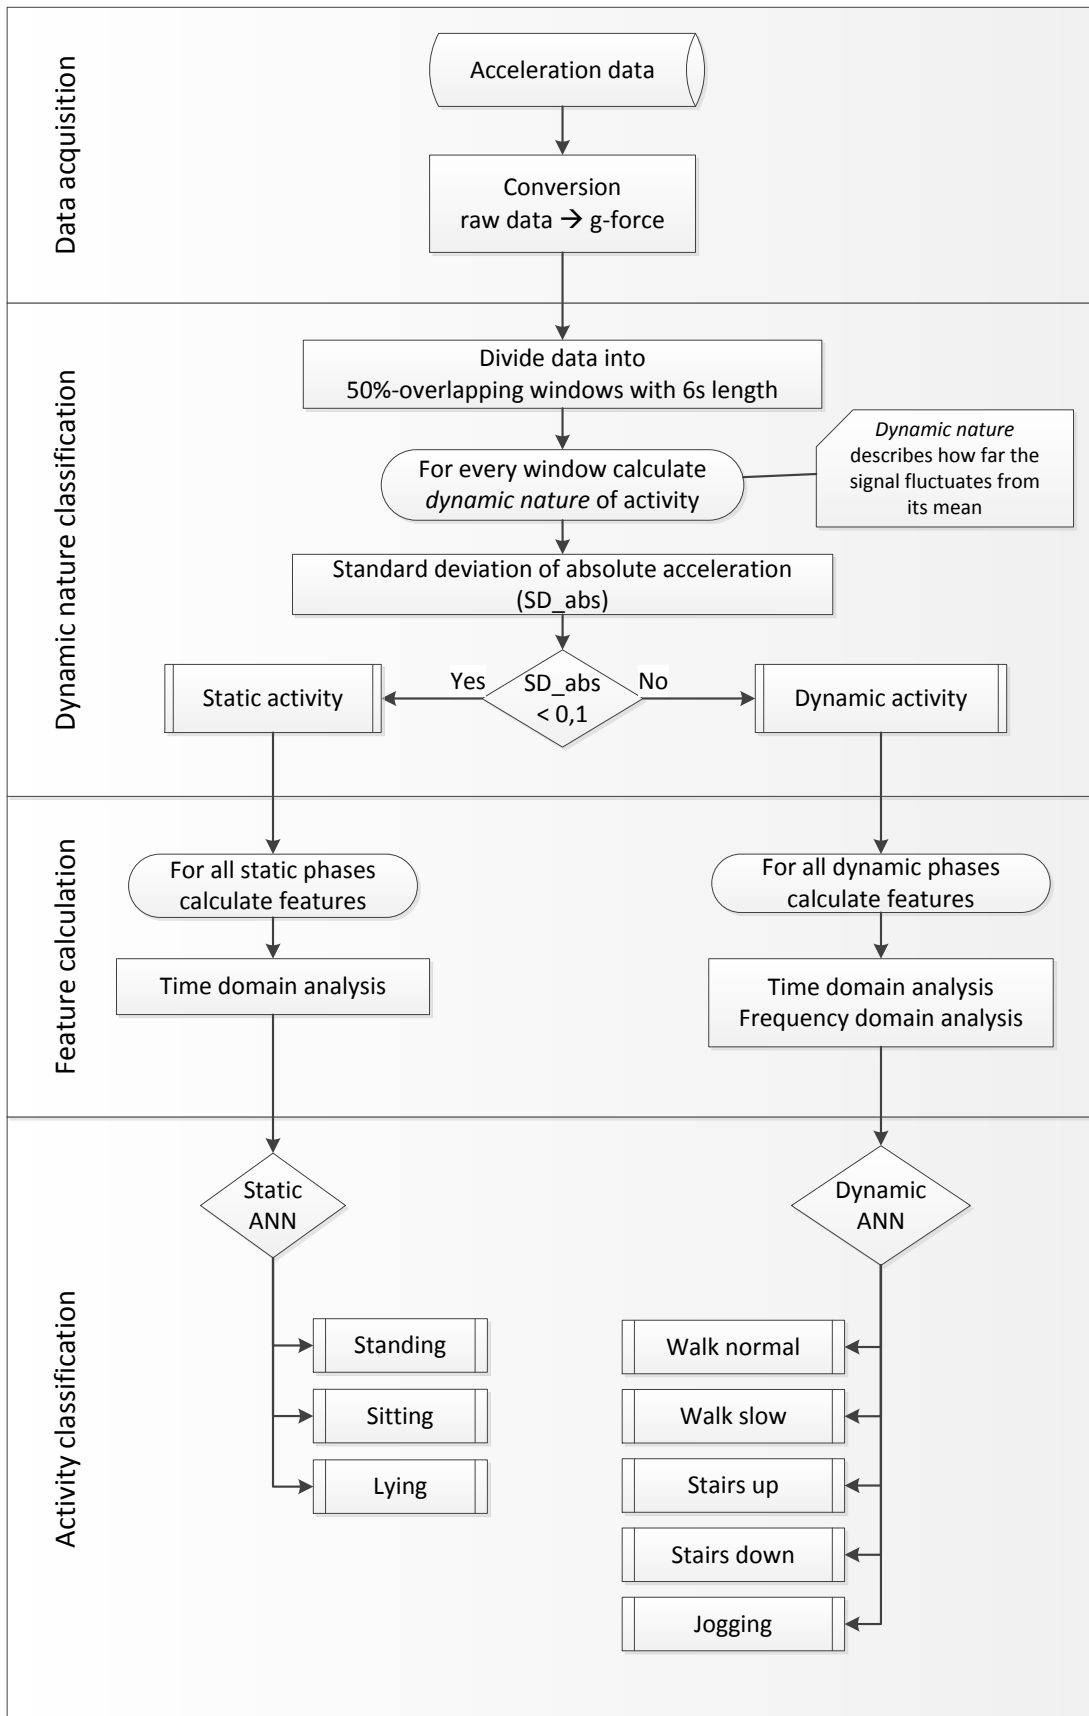 Data acquisition
Acceleration data
Conversion
raw data → g-force
Dynamic nature classification
Divide data into
50%-overlapping windows with 6s length
For every window calculate
dynamic nature of activity
Dynamic nature
describes how far the
signal fluctuates from
its mean
Standard deviation of absolute acceleration
(SD_abs)
SD_abs
< 0,1
Yes
No
Static activity
Dynamic activity
Feature calculation
For all static phases
calculate features
Time domain analysis
For all dynamic phases
calculate features
Time domain analysis
Frequency domain analysis
Activity classification
Static
ANN
Standing
Sitting
Lying
Dynamic
ANN
Walk normal
Walk slow
Stairs up
Stairs down
Jogging